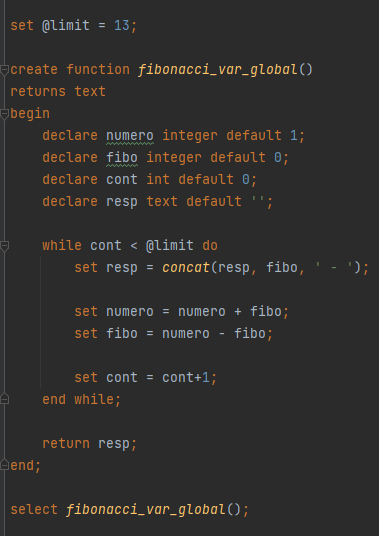 set @limit = 13;
create function fibonacci_var_global()
returns text
begin
    declare numero integer default 1;
    declare fibo integer default 0;
    declare cont int default 0;
    declare resp text default '';
    while cont < @limit do
        set resp = concat(resp, fibo, ' - ');
        set numero = numero + fibo;
        set fibo = numero - fibo;
        set cont = cont+1;
    end while;
    return resp;
end;
select fibonacci_var_global();